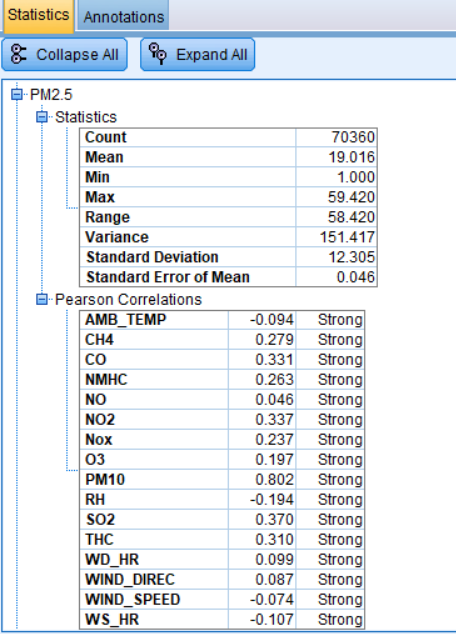 Statistics Annotations
Collapse All Expand All
PM2.5
Statistics
Count 70360
Mean 19.016
Min 1.000
Max 59.420
Range 58.420
Variance 151.417
Standard Deviation 12.305
Standard Error of Mean 0.046
Pearson Correlations
AMB_TEMP -0.094 Strong
CH4 0.279 Strong
CO 0.331 Strong
NMHC 0.263 Strong
NO 0.046 Strong
NO2 0.337 Strong
Nox 0.237 Strong
O3 0.197 Strong
PM10 0.802 Strong
RH -0.194 Strong
SO2 0.370 Strong
THC 0.310 Strong
WD_HR 0.099 Strong
WIND_DIREC 0.087 Strong
WIND_SPEED -0.074 Strong
WS_HR -0.107 Strong